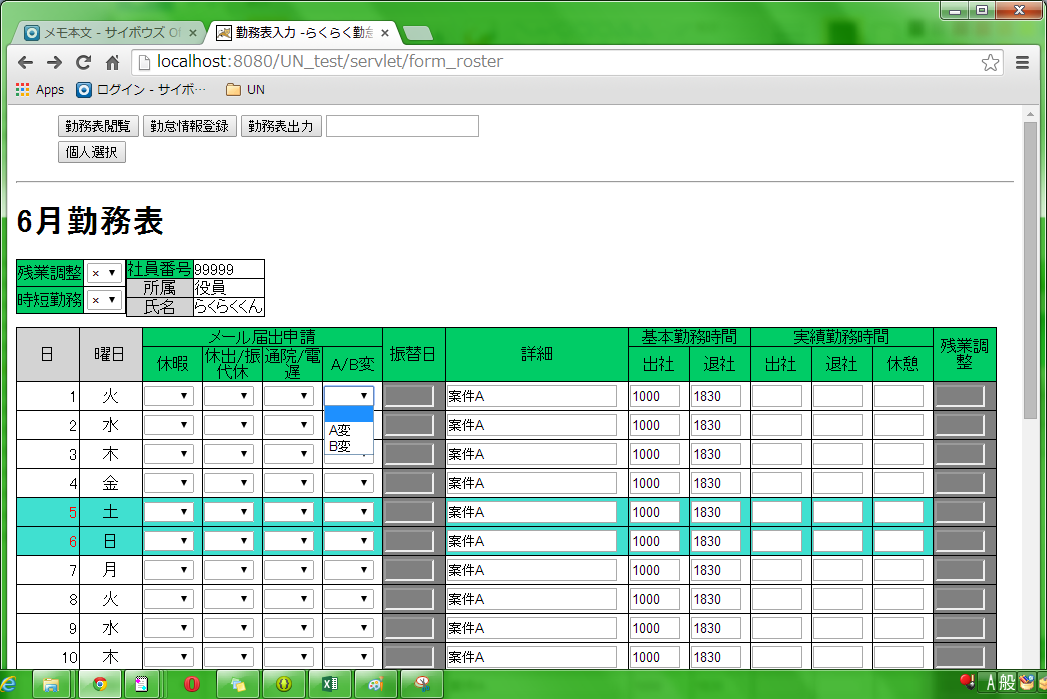 メモ本文 - サイボウズ Of
勤務表入力 -らくらく勤怠
localhost:8080/UN_test/servlet/form_roster
Apps ログイン - サイボ… UN
勤務表閲覧 勤怠情報登録 勤務表出力
個人選択
6月勤務表
残業調整 × 社員番号 99999
時短勤務 × 所属 役員
氏名 らくらくくん
日 曜日 メール届出申請 振替日 詳細 基本勤務時間 実績勤務時間 残業調整
休暇 休出/振代休 通院/電遅 A/B変 出社 退社 出社 退社 休憩
1 火 案件A 1000 1830
A変
B変
2 水 案件A 1000 1830
3 木 案件A 1000 1830
4 金 案件A 1000 1830
5 土 案件A 1000 1830
6 日 案件A 1000 1830
7 月 案件A 1000 1830
8 火 案件A 1000 1830
9 水 案件A 1000 1830
10 木 案件A 1000 1830
A 般